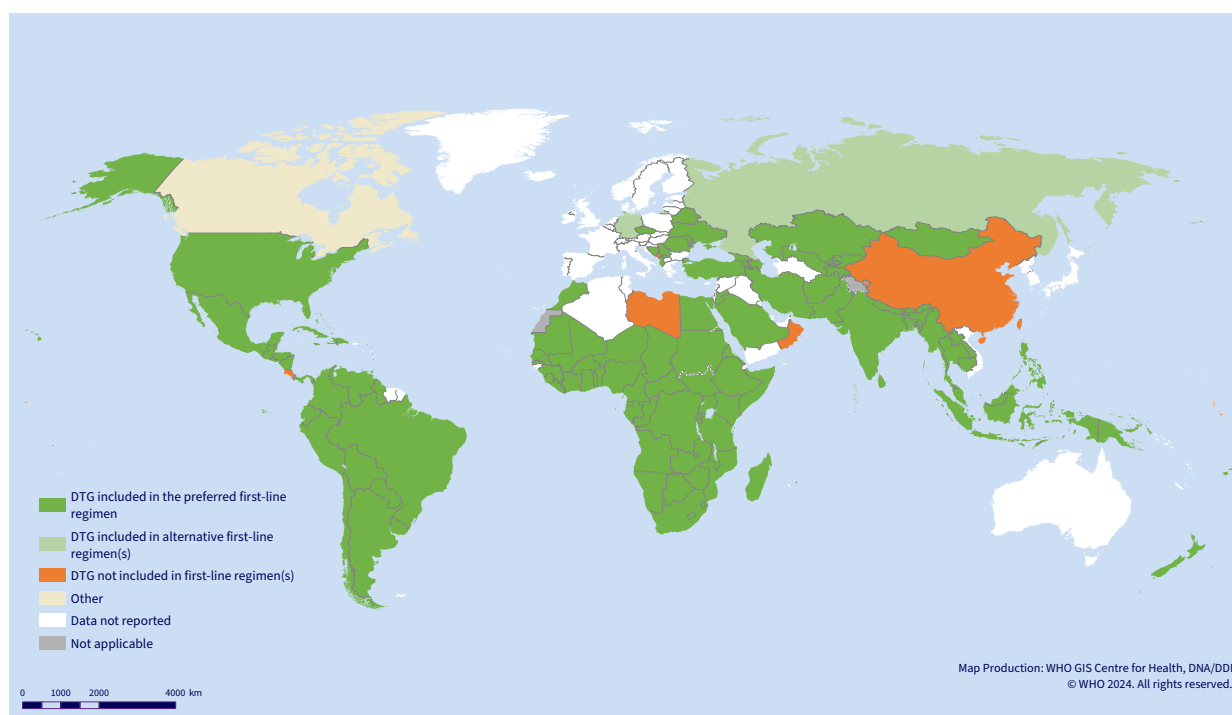 DTG included in the preferred first-line
regimen
DTG included in alternative first-line
regimen(s)
DTG not included in first-line regimen(s)
Other
Data not reported
Not applicable
0 1000 2000 4000 km
Map Production: WHO GIS Centre for Health, DNA/DDI
© WHO 2024. All rights reserved.